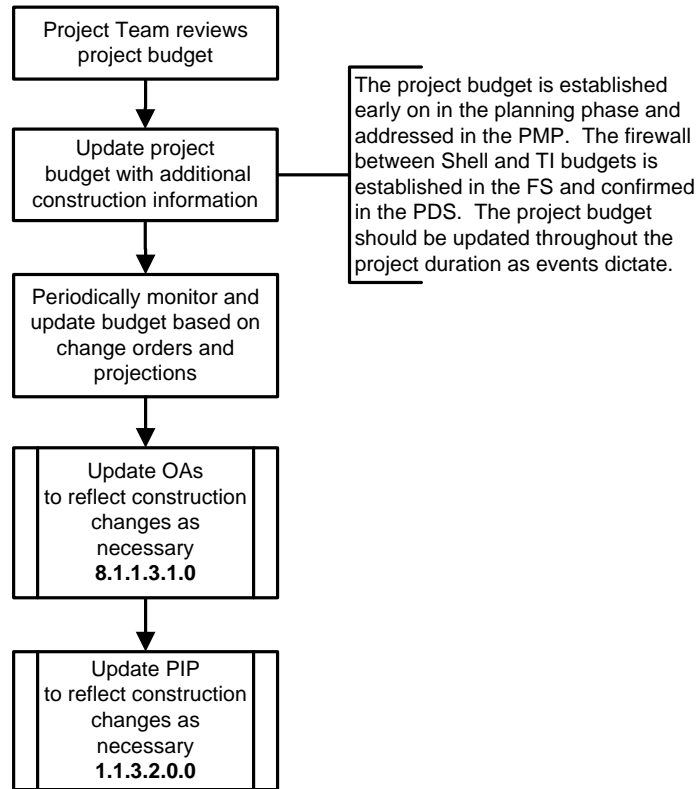 Project Team reviews
project budget
Update project
budget with additional
construction information
The project budget is established
early on in the planning phase and
addressed in the PMP.  The firewall
between Shell and TI budgets is
established in the FS and confirmed
in the PDS.  The project budget
should be updated throughout the
project duration as events dictate.
Periodically monitor and
update budget based on
change orders and
projections
Update OAs
to reflect construction
changes as
necessary
8.1.1.3.1.0
Update PIP
to reflect construction
changes as
necessary
1.1.3.2.0.0